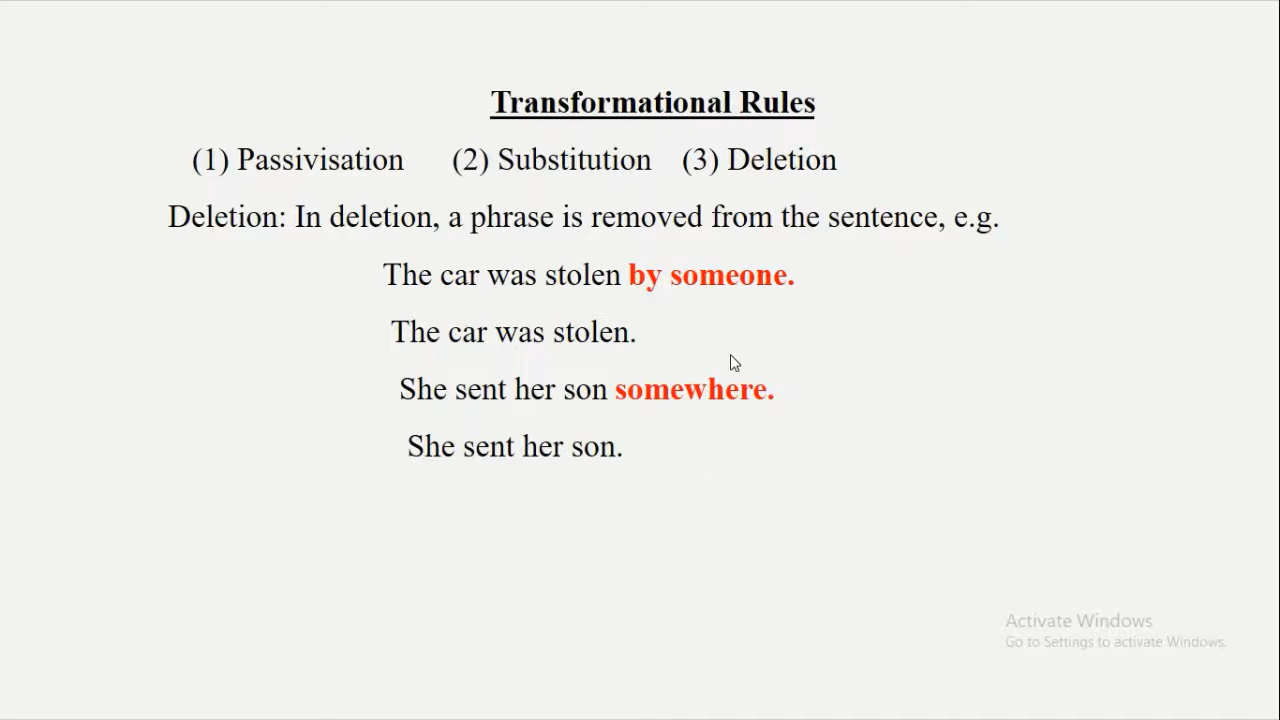 Transformational Rules
(1) Passivisation (2) Substitution (3) Deletion
Deletion: In deletion, a phrase is removed from the sentence, e.g.
The car was stolen by someone.
The car was stolen.
She sent her son somewhere.
She sent her son.
Activate Windows
Go to Settings to activate Windows.